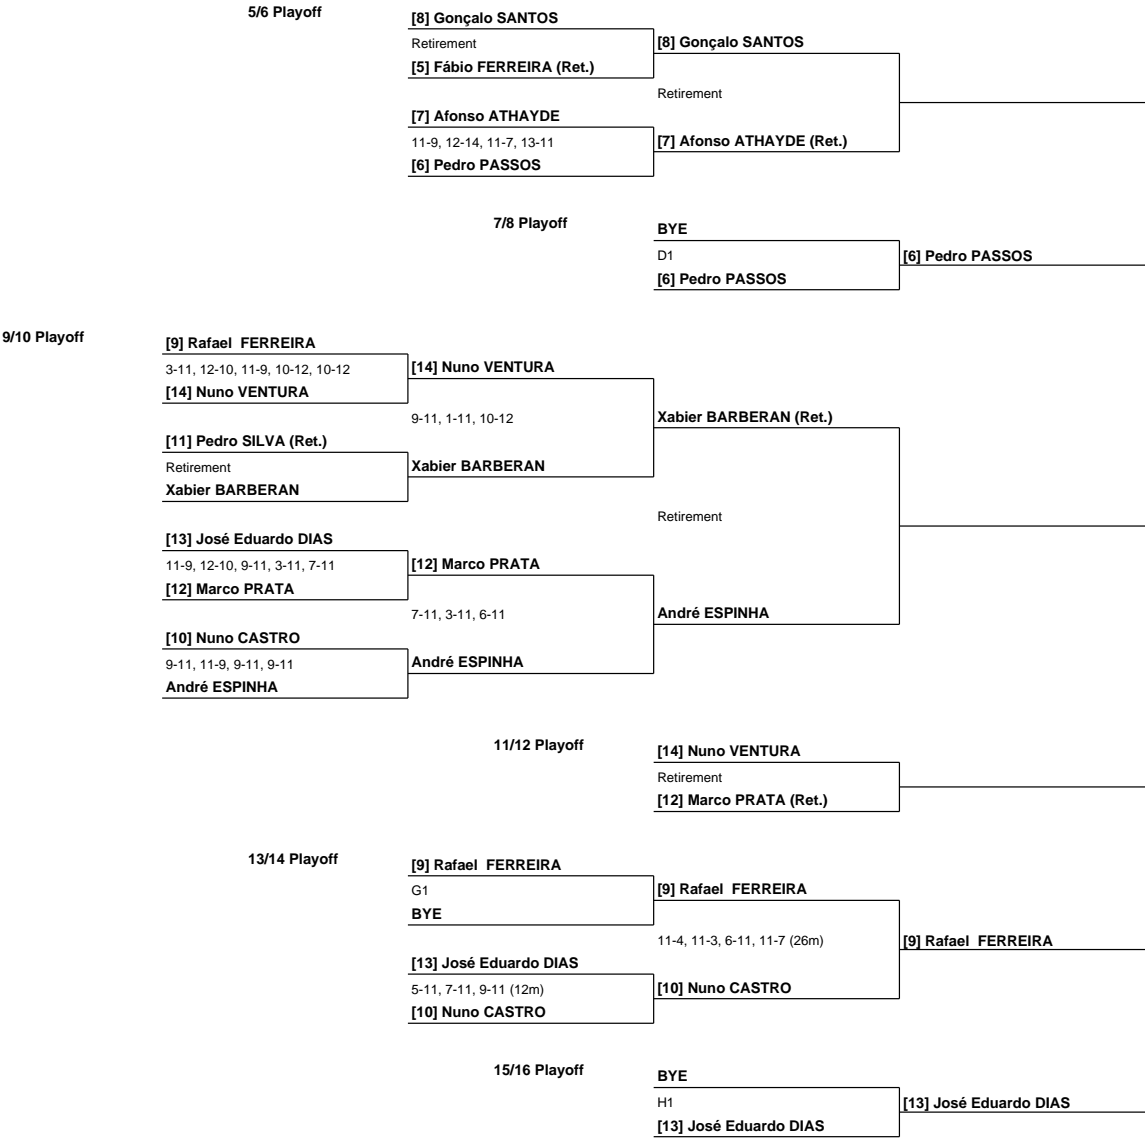 5/6 Playoff
[8] Gonçalo SANTOS
Retirement
[5] Fábio FERREIRA (Ret.)
[8] Gonçalo SANTOS
Retirement
[7] Afonso ATHAYDE
11-9, 12-14, 11-7, 13-11
[6] Pedro PASSOS
[7] Afonso ATHAYDE (Ret.)
7/8 Playoff
BYE
D1
[6] Pedro PASSOS
[6] Pedro PASSOS
9/10 Playoff
[9] Rafael FERREIRA
3-11, 12-10, 11-9, 10-12, 10-12
[14] Nuno VENTURA
[14] Nuno VENTURA
9-11, 1-11, 10-12
Xabier BARBERAN (Ret.)
[11] Pedro SILVA (Ret.)
Retirement
Xabier BARBERAN
Xabier BARBERAN
Retirement
[13] José Eduardo DIAS
11-9, 12-10, 9-11, 3-11, 7-11
[12] Marco PRATA
[12] Marco PRATA
7-11, 3-11, 6-11
André ESPINHA
[10] Nuno CASTRO
9-11, 11-9, 9-11, 9-11
André ESPINHA
André ESPINHA
11/12 Playoff
[14] Nuno VENTURA
Retirement
[12] Marco PRATA (Ret.)
13/14 Playoff
[9] Rafael FERREIRA
G1
BYE
[9] Rafael FERREIRA
11-4, 11-3, 6-11, 11-7 (26m)
[9] Rafael FERREIRA
[13] José Eduardo DIAS
5-11, 7-11, 9-11 (12m)
[10] Nuno CASTRO
[10] Nuno CASTRO
15/16 Playoff
BYE
H1
[13] José Eduardo DIAS
[13] José Eduardo DIAS